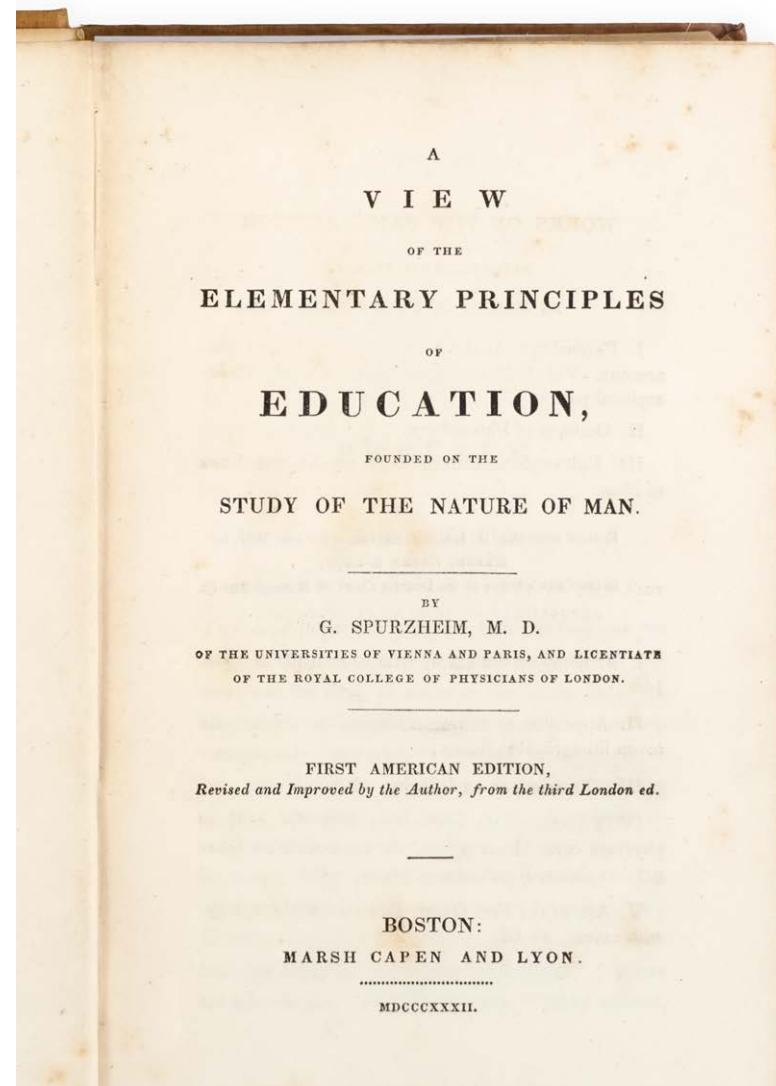 A
VIEW
OF THE
ELEMENTARY PRINCIPLES
OF
EDUCATION,
FOUNDED ON THE
STUDY OF THE NATURE OF MAN.
BY
G. SPURZHEIM, M. D.
OF THE UNIVERSITIES OF VIENNA AND PARIS, AND LICENTIATE
OF THE ROYAL COLLEGE OF PHYSICIANS OF LONDON.
FIRST AMERICAN EDITION,
Revised and Improved by the Author, from the third London ed.
BOSTON:
MARSH CAPEN AND LYON.
MDCCCXXXII.